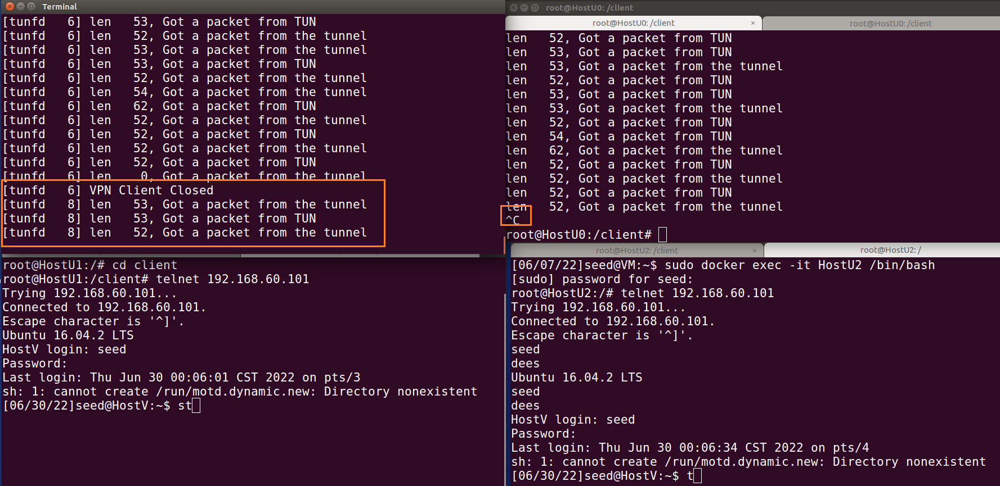 Terminal
[tunfd   6] len   53, Got a packet from TUN
[tunfd   6] len   52, Got a packet from the tunnel
[tunfd   6] len   53, Got a packet from the tunnel
[tunfd   6] len   53, Got a packet from TUN
[tunfd   6] len   52, Got a packet from the tunnel
[tunfd   6] len   54, Got a packet from the tunnel
[tunfd   6] len   62, Got a packet from TUN
[tunfd   6] len   52, Got a packet from the tunnel
[tunfd   6] len   52, Got a packet from TUN
[tunfd   6] len   52, Got a packet from the tunnel
[tunfd   6] len   52, Got a packet from TUN
[tunfd   6] len    0, Got a packet from the tunnel
[tunfd   6] VPN Client Closed
[tunfd   8] len   53, Got a packet from the tunnel
[tunfd   8] len   53, Got a packet from TUN
[tunfd   8] len   52, Got a packet from the tunnel
root@HostU0: /client
root@HostU0: /client × root@HostU0: /client
len   52, Got a packet from TUN
len   53, Got a packet from TUN
len   53, Got a packet from the tunnel
len   52, Got a packet from TUN
len   53, Got a packet from TUN
len   53, Got a packet from the tunnel
len   52, Got a packet from TUN
len   54, Got a packet from TUN
len   62, Got a packet from the tunnel
len   52, Got a packet from TUN
len   52, Got a packet from the tunnel
len   52, Got a packet from TUN
len   52, Got a packet from the tunnel
^C
root@HostU0:/client#
root@HostU1:/# cd client
root@HostU1:/client# telnet 192.168.60.101
Trying 192.168.60.101...
Connected to 192.168.60.101.
Escape character is '^]'.
Ubuntu 16.04.2 LTS
HostV login: seed
Password:
Last login: Thu Jun 30 00:06:01 CST 2022 on pts/3
sh: 1: cannot create /run/motd.dynamic.new: Directory nonexistent
[06/30/22]seed@HostV:~$ st
root@HostU2: /client × root@HostU2: /
[06/07/22]seed@VM:~$ sudo docker exec -it HostU2 /bin/bash
[sudo] password for seed:
root@HostU2:/# telnet 192.168.60.101
Trying 192.168.60.101...
Connected to 192.168.60.101.
Escape character is '^]'.
seed
dees
Ubuntu 16.04.2 LTS
seed
dees
HostV login: seed
Password:
Last login: Thu Jun 30 00:06:34 CST 2022 on pts/4
sh: 1: cannot create /run/motd.dynamic.new: Directory nonexistent
[06/30/22]seed@HostV:~$ t